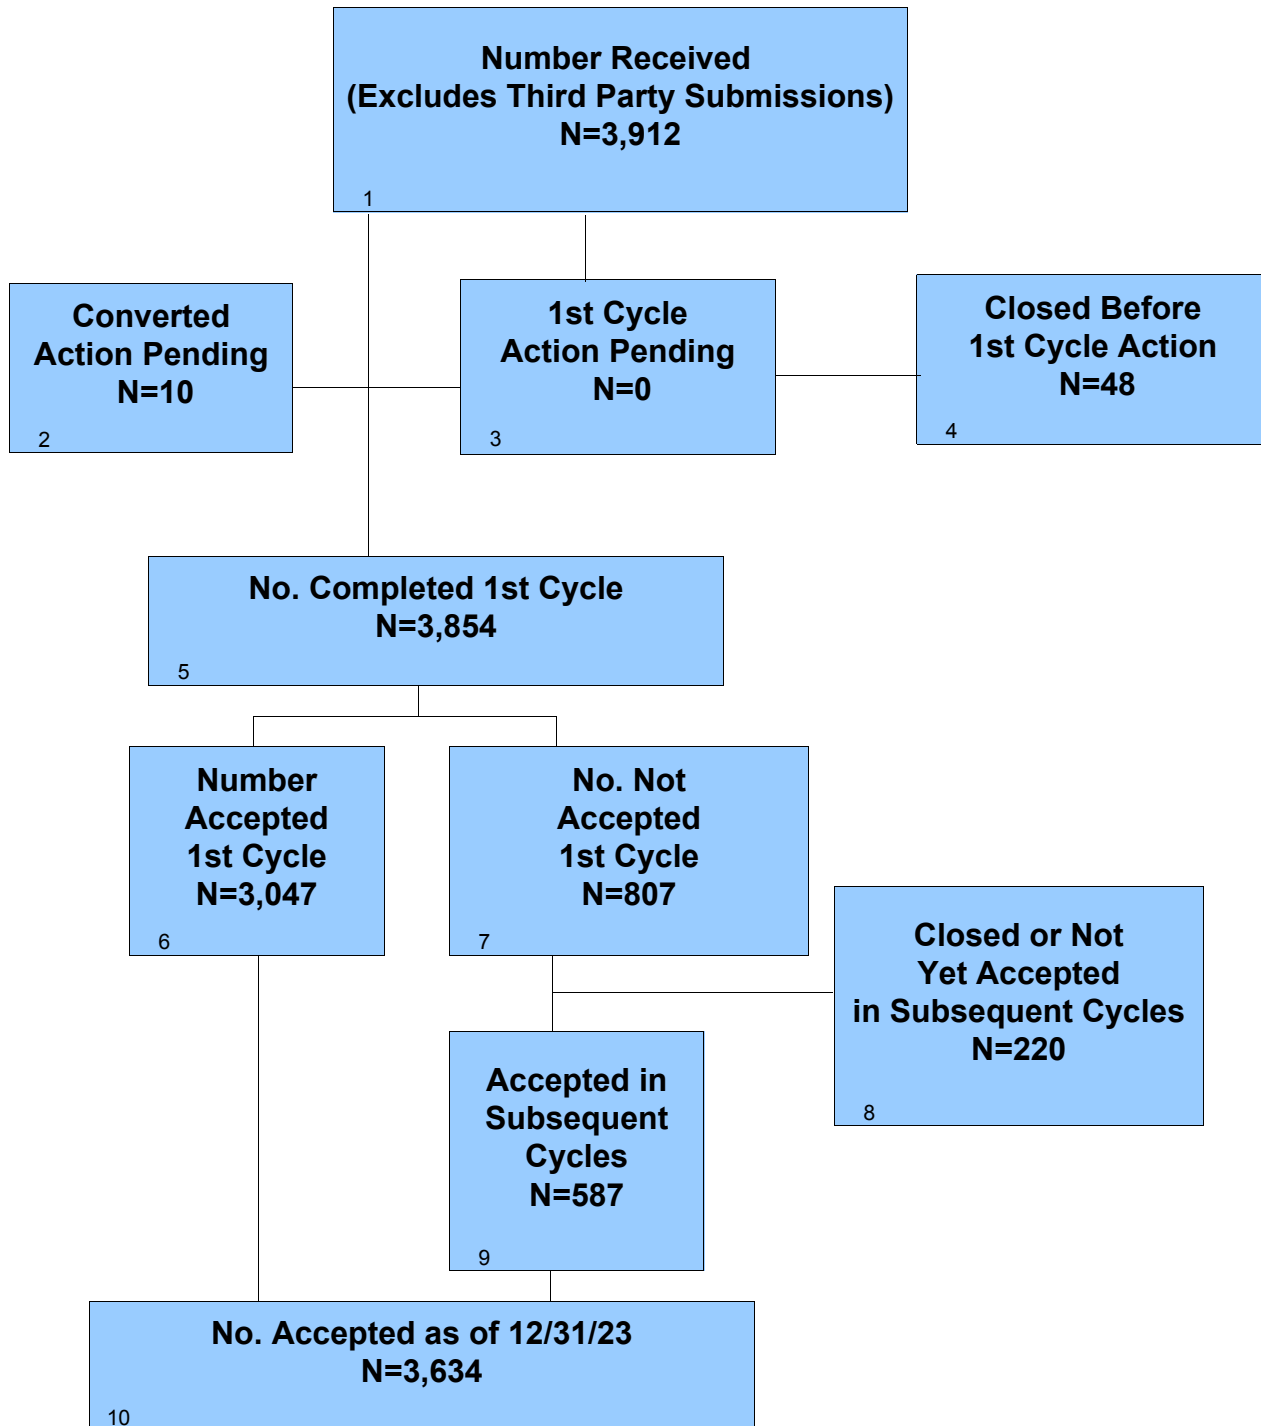 Number Received
(Excludes Third Party Submissions)
N=3,912
1
Converted
Action Pending
N=10
2
1st Cycle
Action Pending
N=0
3
Closed Before
1st Cycle Action
N=48
4
No. Completed 1st Cycle
N=3,854
5
Number
Accepted
1st Cycle
N=3,047
6
No. Not
Accepted
1st Cycle
N=807
7
Closed or Not
Yet Accepted
in Subsequent Cycles
N=220
8
Accepted in
Subsequent
Cycles
N=587
9
No. Accepted as of 12/31/23
N=3,634
10